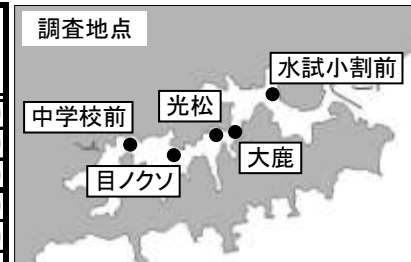 調査地点
水試小割前
光松
中学校前
大鹿
目ノクソ